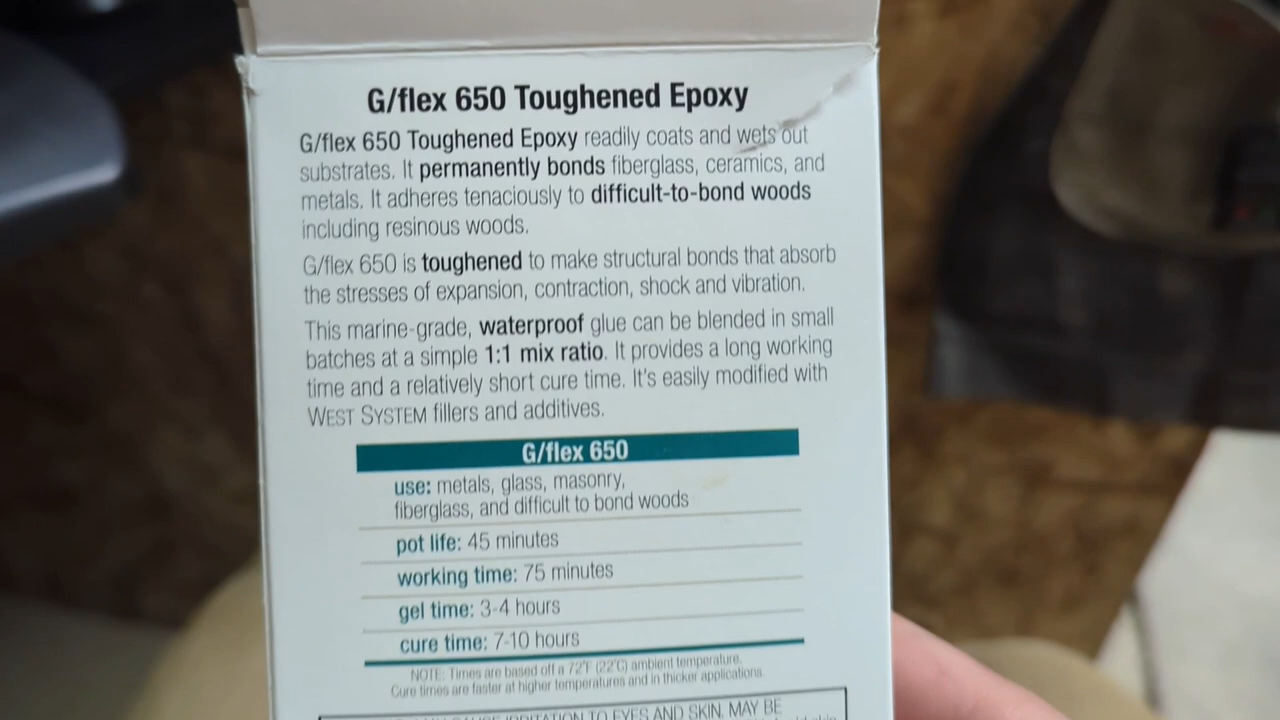 G/flex 650 Toughened Epoxy
G/flex 650 Toughened Epoxy readily coats and wets out
substrates. It permanently bonds fiberglass, ceramics, and
metals. It adheres tenaciously to difficult-to-bond woods
including resinous woods.
G/flex 650 is toughened to make structural bonds that absorb
the stresses of expansion, contraction, shock and vibration.
This marine-grade, waterproof glue can be blended in small
batches at a simple 1:1 mix ratio. It provides a long working
time and a relatively short cure time. It's easily modified with
WEST SYSTEM fillers and additives.
G/flex 650
use: metals, glass, masonry,
fiberglass, and difficult to bond woods
pot life: 45 minutes
working time: 75 minutes
gel time: 3-4 hours
cure time: 7-10 hours
NOTE: Times are based off a 72°F (22°C) ambient temperature.
Cure times are faster at higher temperatures and in thicker applications.
IRRITATION TO EYES AND SKIN. MAY BE